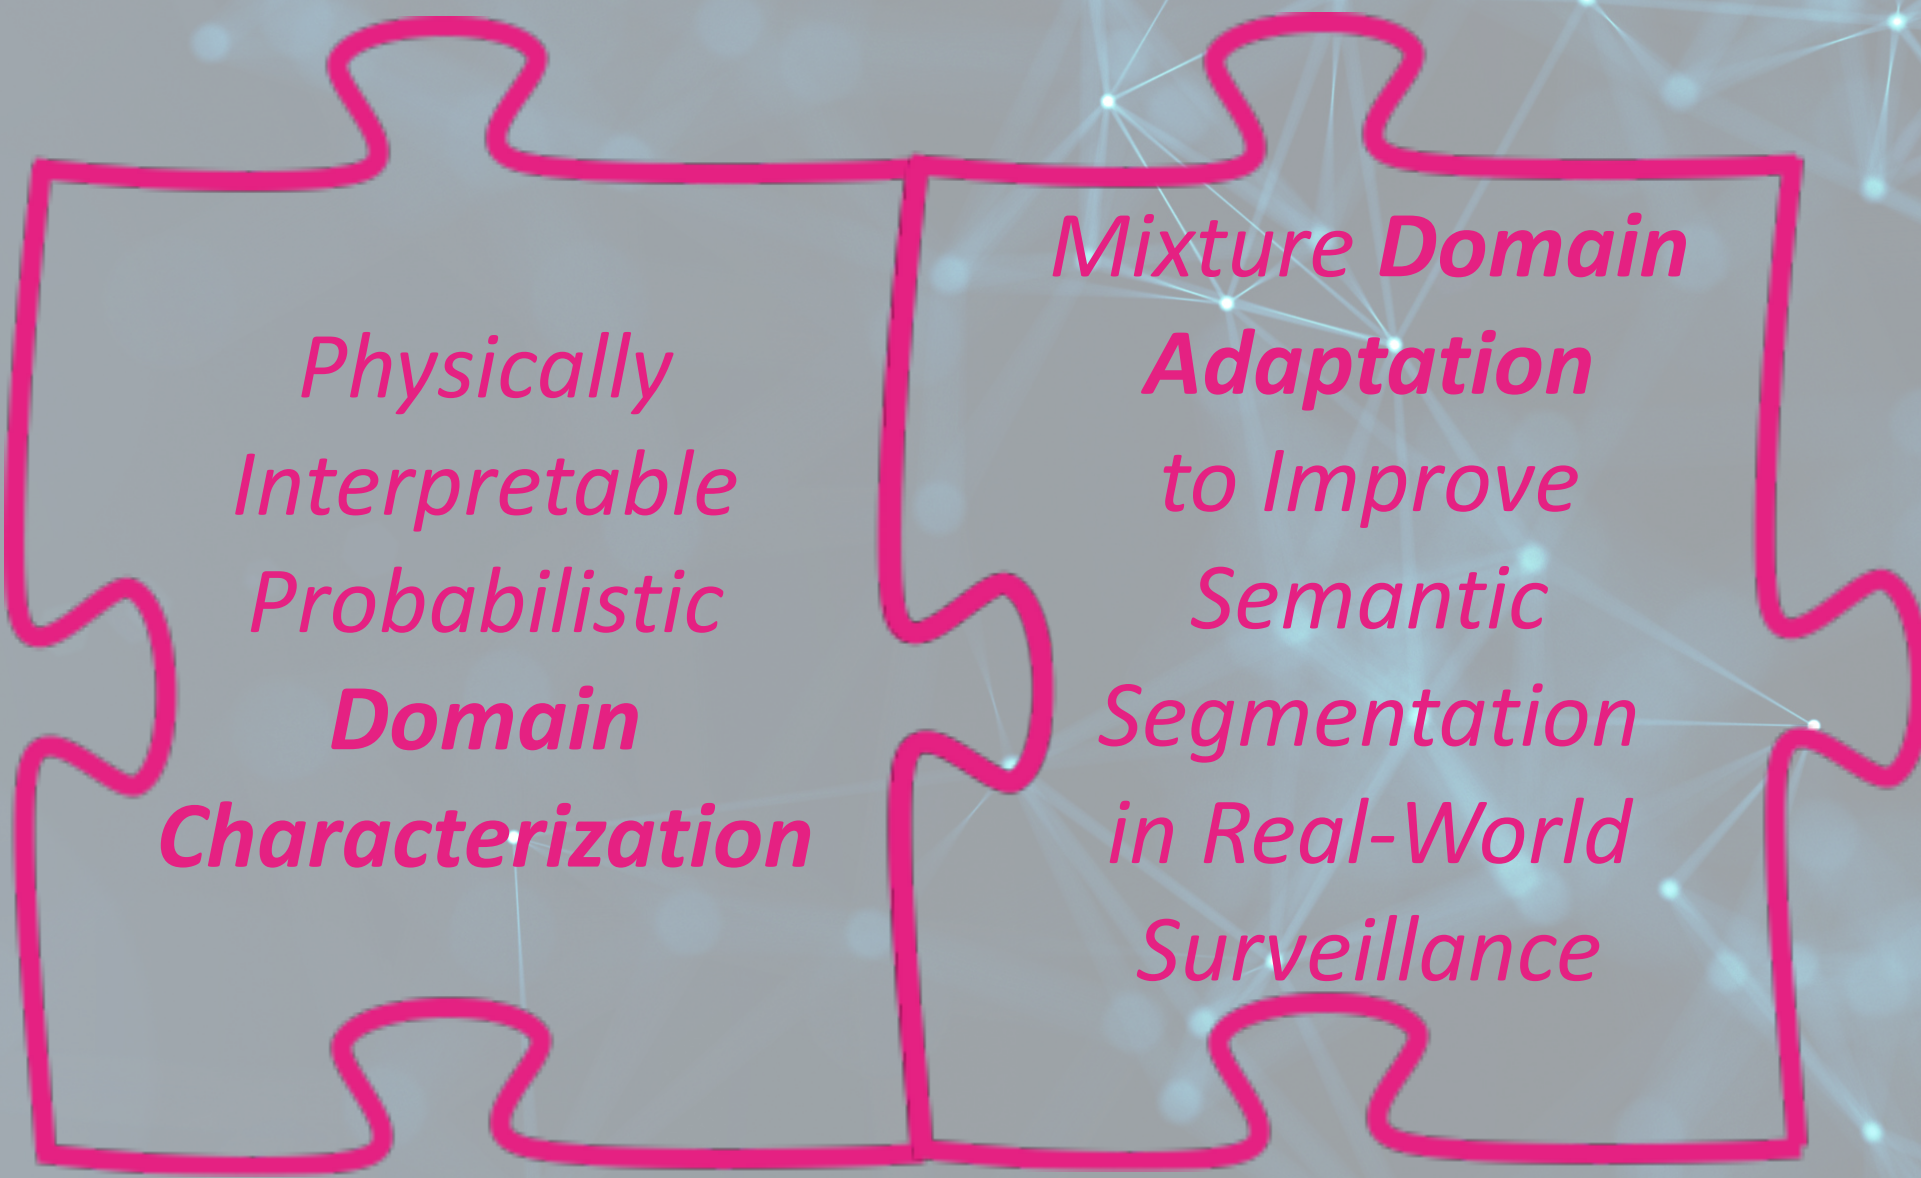 Physically
Interpretable
Probabilistic
Domain
Characterization
Mixture Domain
Adaptation
to Improve
Semantic
Segmentation
in Real-World
Surveillance